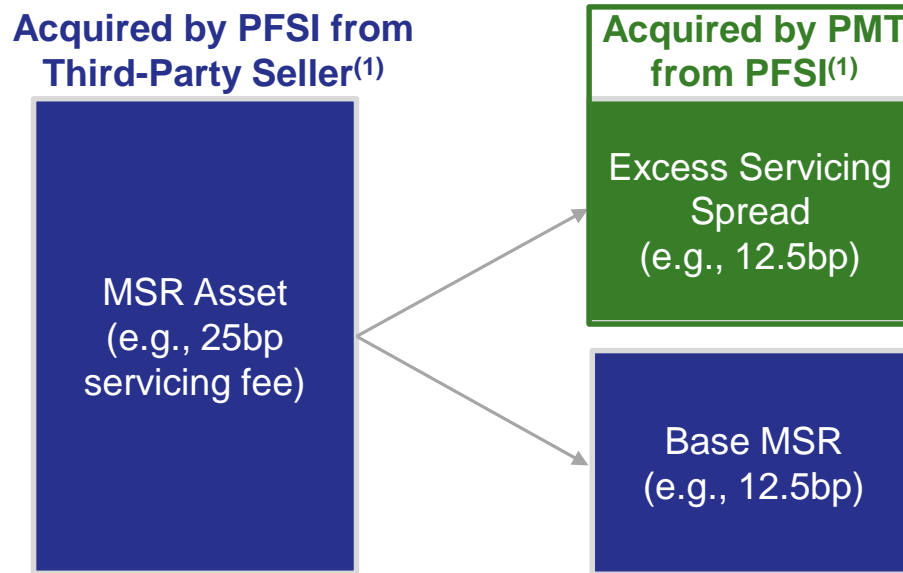 Acquired by PFSI from
Third-Party Seller(1)
Acquired by PMT
from PFSI(1)
MSR Asset
(e.g., 25bp
servicing fee)
Excess Servicing
Spread
(e.g., 12.5bp)
Base MSR
(e.g., 12.5bp)